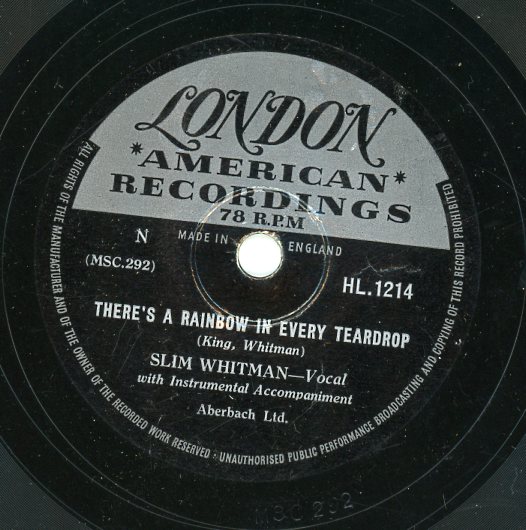 LONDON
*AMERICAN*
RECORDINGS
78 R.P.M
N
MADE IN ENGLAND
(MSC.292)
HL.1214
THERE'S A RAINBOW IN EVERY TEARDROP
(King, Whitman)
SLIM WHITMAN—Vocal
with Instrumental Accompaniment
Aberbach Ltd.
ALL RIGHTS OF THE MANUFACTURER AND OF THE OWNER OF THE RECORDED WORK RESERVED · UNAUTHORISED PUBLIC PERFORMANCE BROADCASTING AND COPYING OF THIS RECORD PROHIBITED
MSC 292